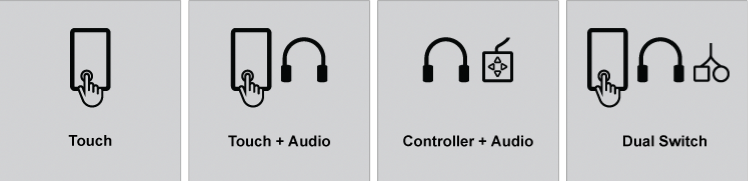 Touch
Touch + Audio
Controller + Audio
Dual Switch